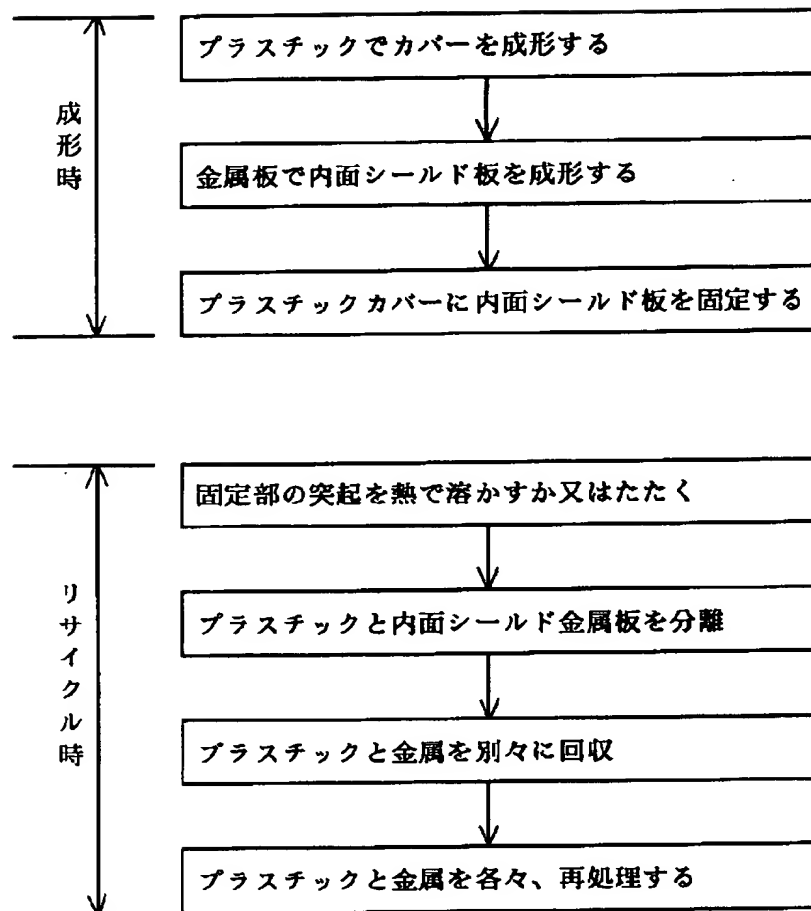 成形時
プラスチックでカバーを成形する
金属板で内面シールド板を成形する
プラスチックカバーに内面シールド板を固定する
リサイクル時
固定部の突起を熱で溶かすか又はたたく
プラスチックと内面シールド金属板を分離
プラスチックと金属を別々に回収
プラスチックと金属を各々、再処理する